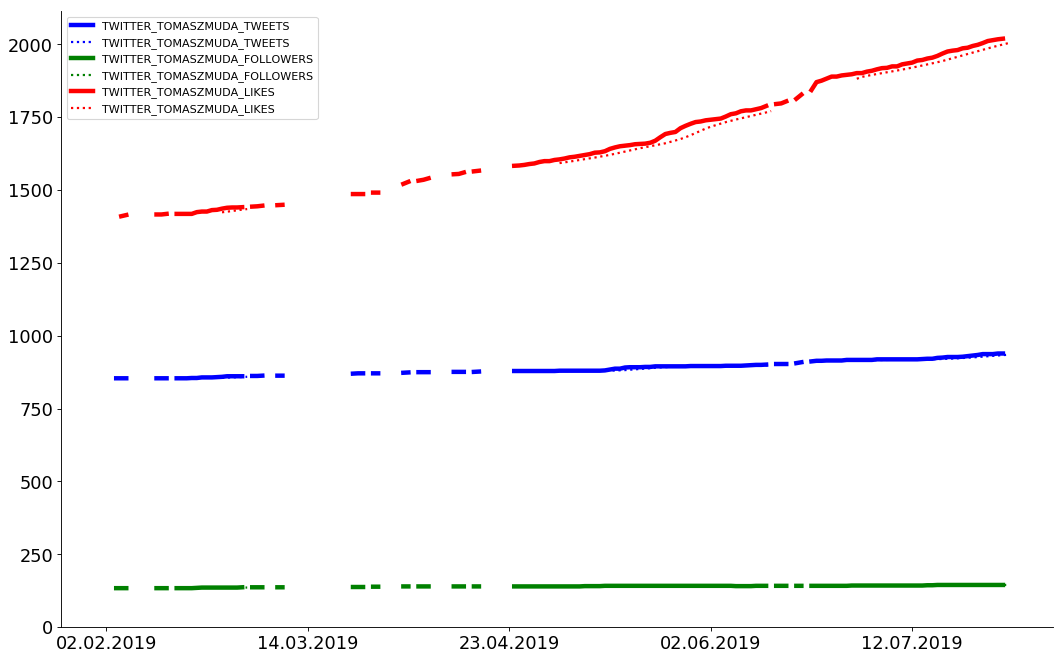 TWITTER_TOMASZMUDA_TWEETS
TWITTER_TOMASZMUDA_TWEETS
TWITTER_TOMASZMUDA_FOLLOWERS
TWITTER_TOMASZMUDA_FOLLOWERS
TWITTER_TOMASZMUDA_LIKES
TWITTER_TOMASZMUDA_LIKES
2000
1750
1500
1250
1000
750
500
250
0
02.02.2019 14.03.2019 23.04.2019 02.06.2019 12.07.2019